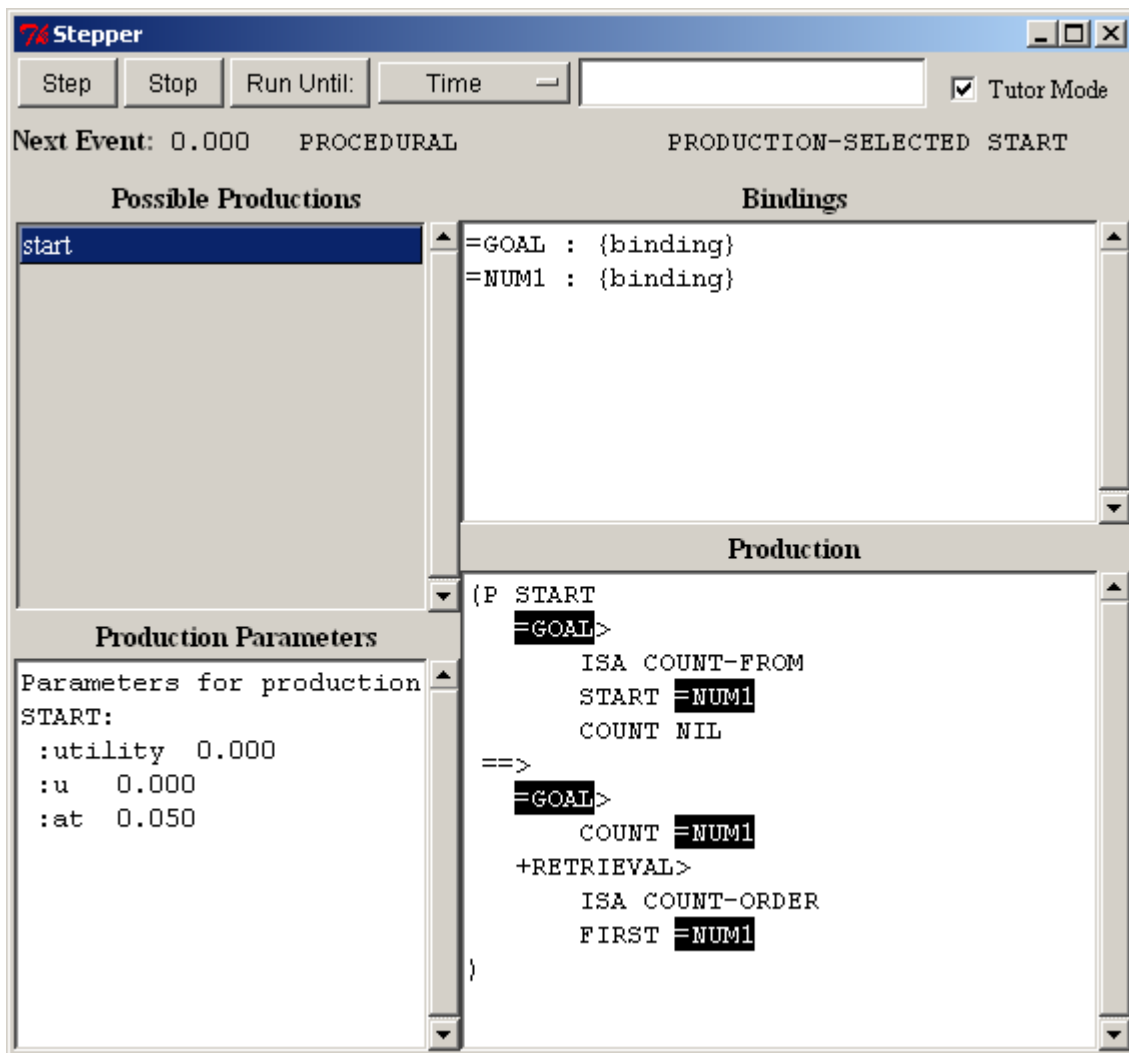 Stepper
Step Stop Run Until: Time Tutor Mode
Next Event: 0.000 PROCEDURAL PRODUCTION-SELECTED START
Possible Productions
start
Bindings
=GOAL : {binding}
=NUM1 : {binding}
Production Parameters
Parameters for production
START:
:utility 0.000
:u 0.000
:at 0.050
Production
(P START
=GOAL>
ISA COUNT-FROM
START =NUM1
COUNT NIL
==>
=GOAL>
COUNT =NUM1
+RETRIEVAL>
ISA COUNT-ORDER
FIRST =NUM1
)